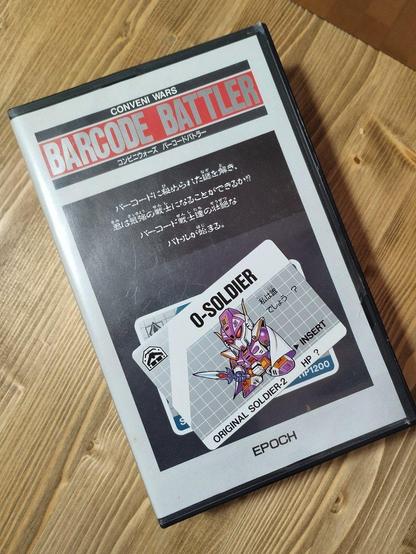 CONVENI WARS
BARCODE BATTLER
コンビニウォーズ バーコードバトラー
バーコードに秘められた謎を解き、
君は最強の戦士になることができるか!?
バーコード戦士達の壮絶な
バトルが始まる。
O-SOLDIER
私は誰
でしょう…?
▶ INSERT
HP ?
ORIGINAL SOLDIER-2
HP1200
EPOCH